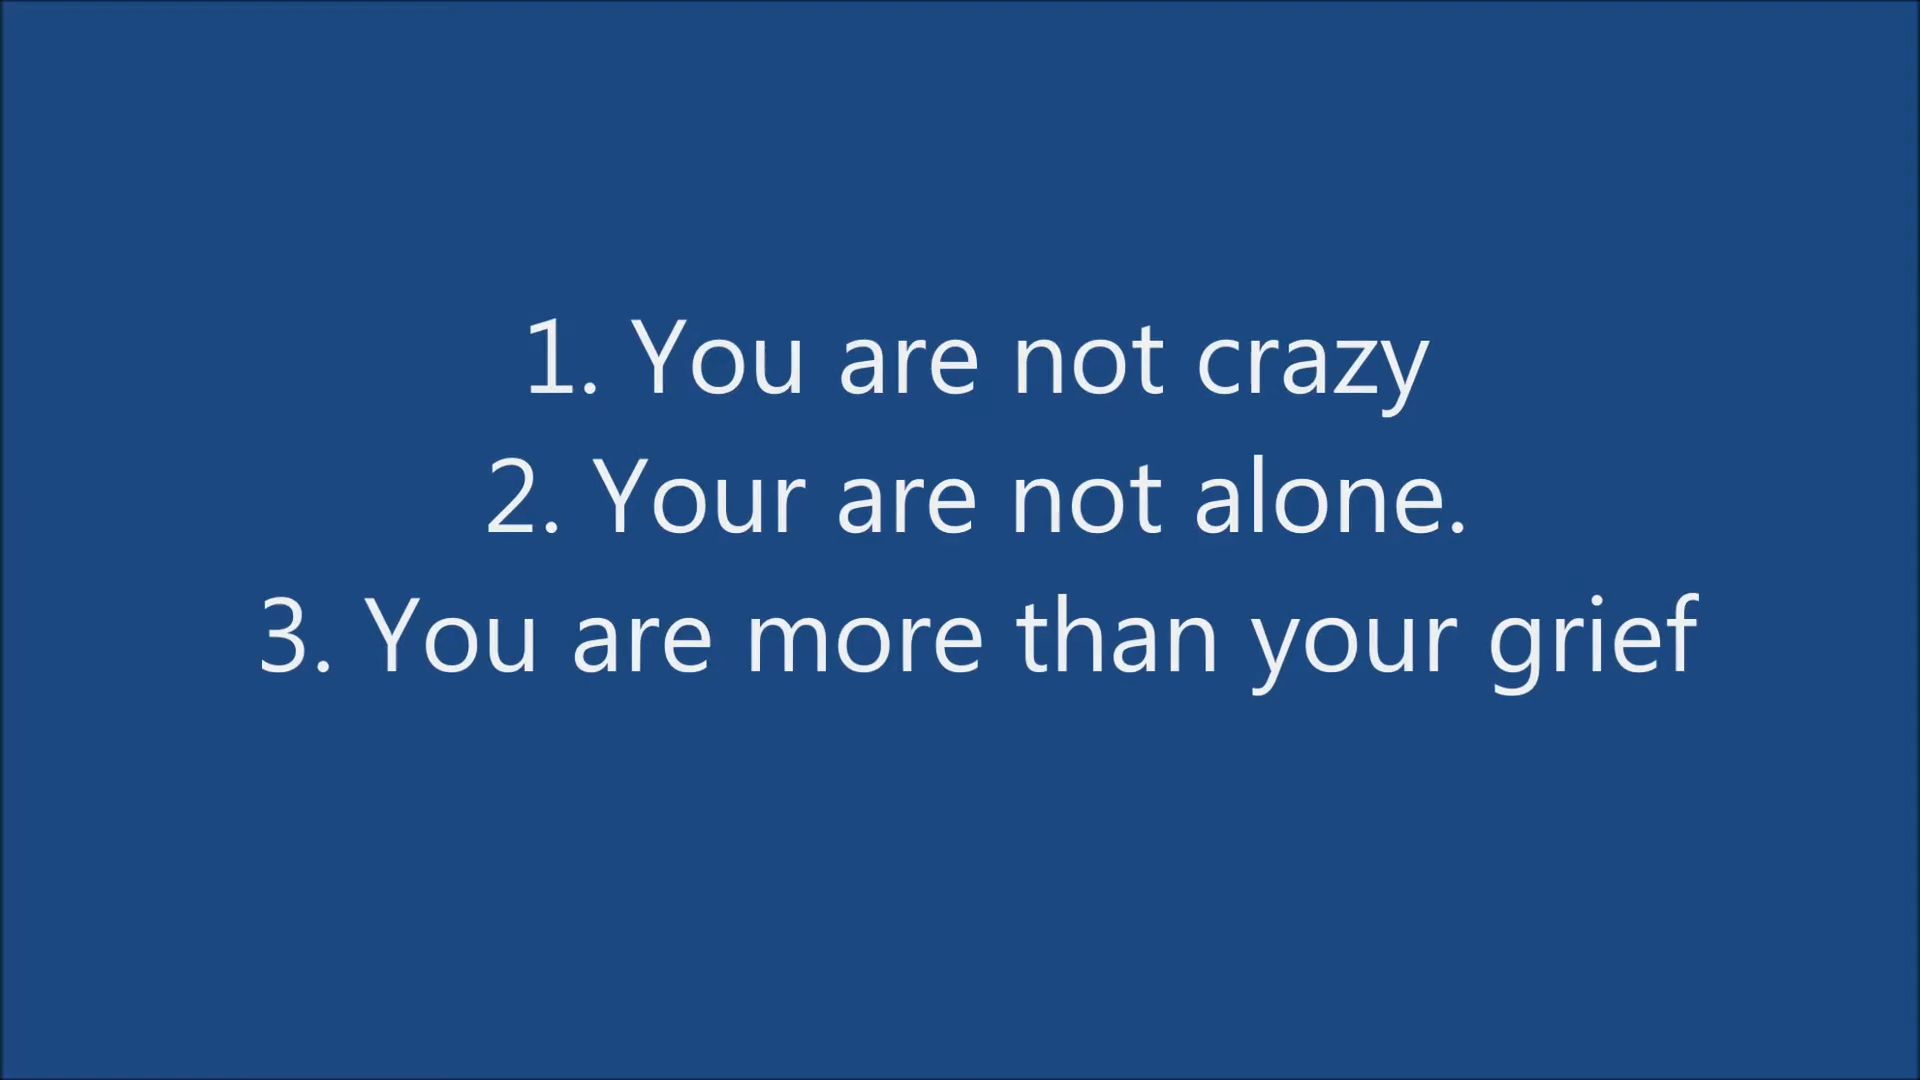 1. You are not crazy
2. Your are not alone.
3. You are more than your grief